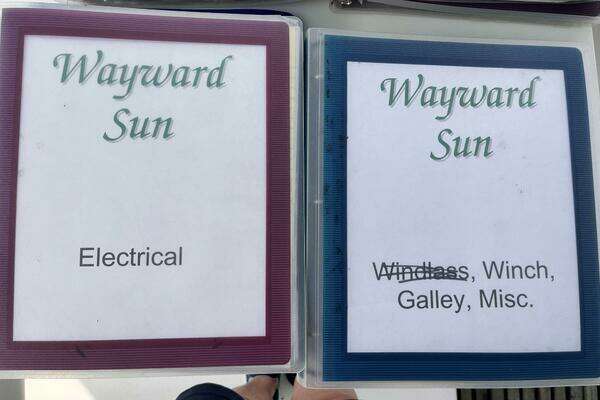 Wayward
Sun
Electrical
Wayward
Sun
Windlass, Winch,
Galley, Misc.